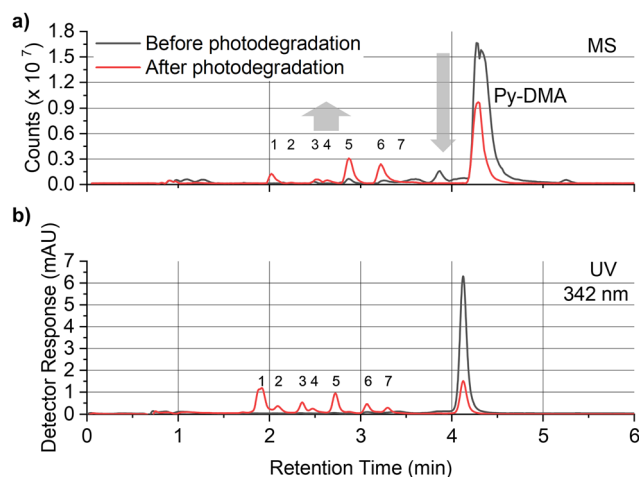 a)
Counts (x 10 7)
1.8
1.5
1.2
0.9
0.6
0.3
0.0
Before photodegradation
After photodegradation
MS
Py-DMA
1 2 3 4 5 6 7
b)
Detector Response (mAU)
7
6
5
4
3
2
1
0
UV
342 nm
1 2 3 4 5 6 7
0 1 2 3 4 5 6
Retention Time (min)